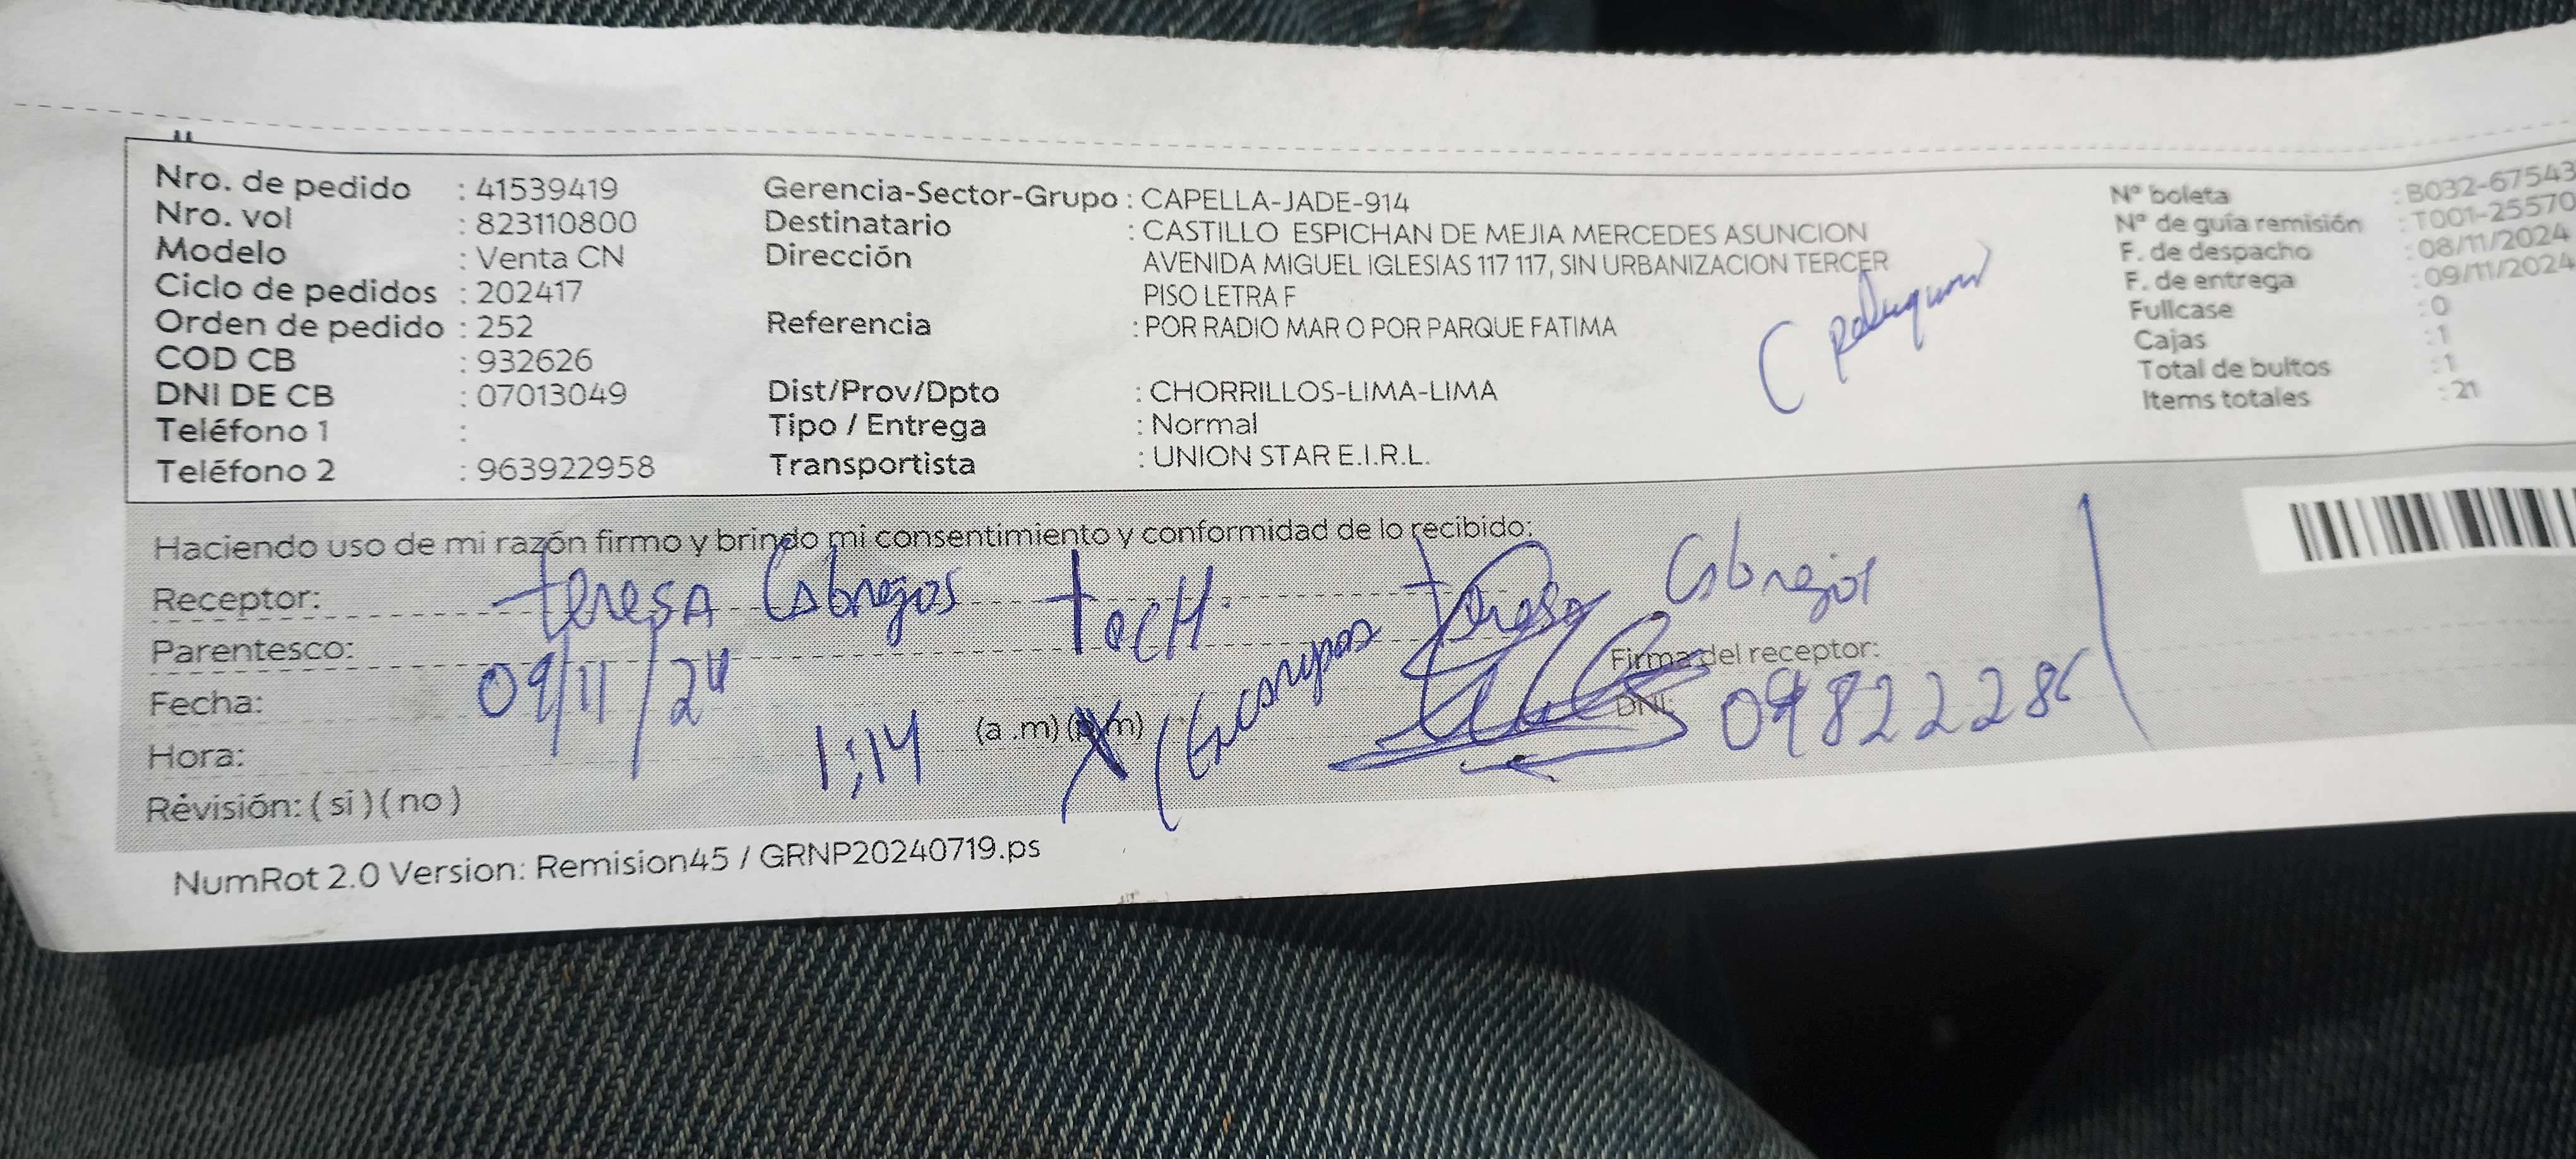 Nro. de pedido : 41539419
Nro. vol : 823110800
Modelo : Venta CN
Ciclo de pedidos : 202417
Orden de pedido : 252
COD CB : 932626
DNI DE CB : 07013049
Teléfono 1 :
Teléfono 2 : 963922958
Gerencia-Sector-Grupo : CAPELLA-JADE-914
Destinatario : CASTILLO ESPICHAN DE MEJIA MERCEDES ASUNCION
Dirección AVENIDA MIGUEL IGLESIAS 117 117, SIN URBANIZACION TERCER
PISO LETRA F
Referencia : POR RADIO MAR O POR PARQUE FATIMA
Dist/Prov/Dpto : CHORRILLOS-LIMA-LIMA
Tipo / Entrega : Normal
Transportista : UNION STAR E.I.R.L.
N° boleta : B032-67543
N° de guía remisión : T001-25570
F. de despacho : 08/11/2024
F. de entrega : 09/11/2024
Fullcase : 0
Cajas : 1
Total de bultos : 1
Items totales : 21
Haciendo uso de mi razón firmo y brindo mi consentimiento y conformidad de lo recibido:
Receptor: teresa Cabrejos
Parentesco:
Fecha: 09/11/24
Hora: 1:14 (a .m) (p.m)
Revisión: ( si ) ( no )
teresa Cabrejos
Firma del receptor:
DNI: 0982228
NumRot 2.0 Version: Remision45 / GRNP20240719.ps